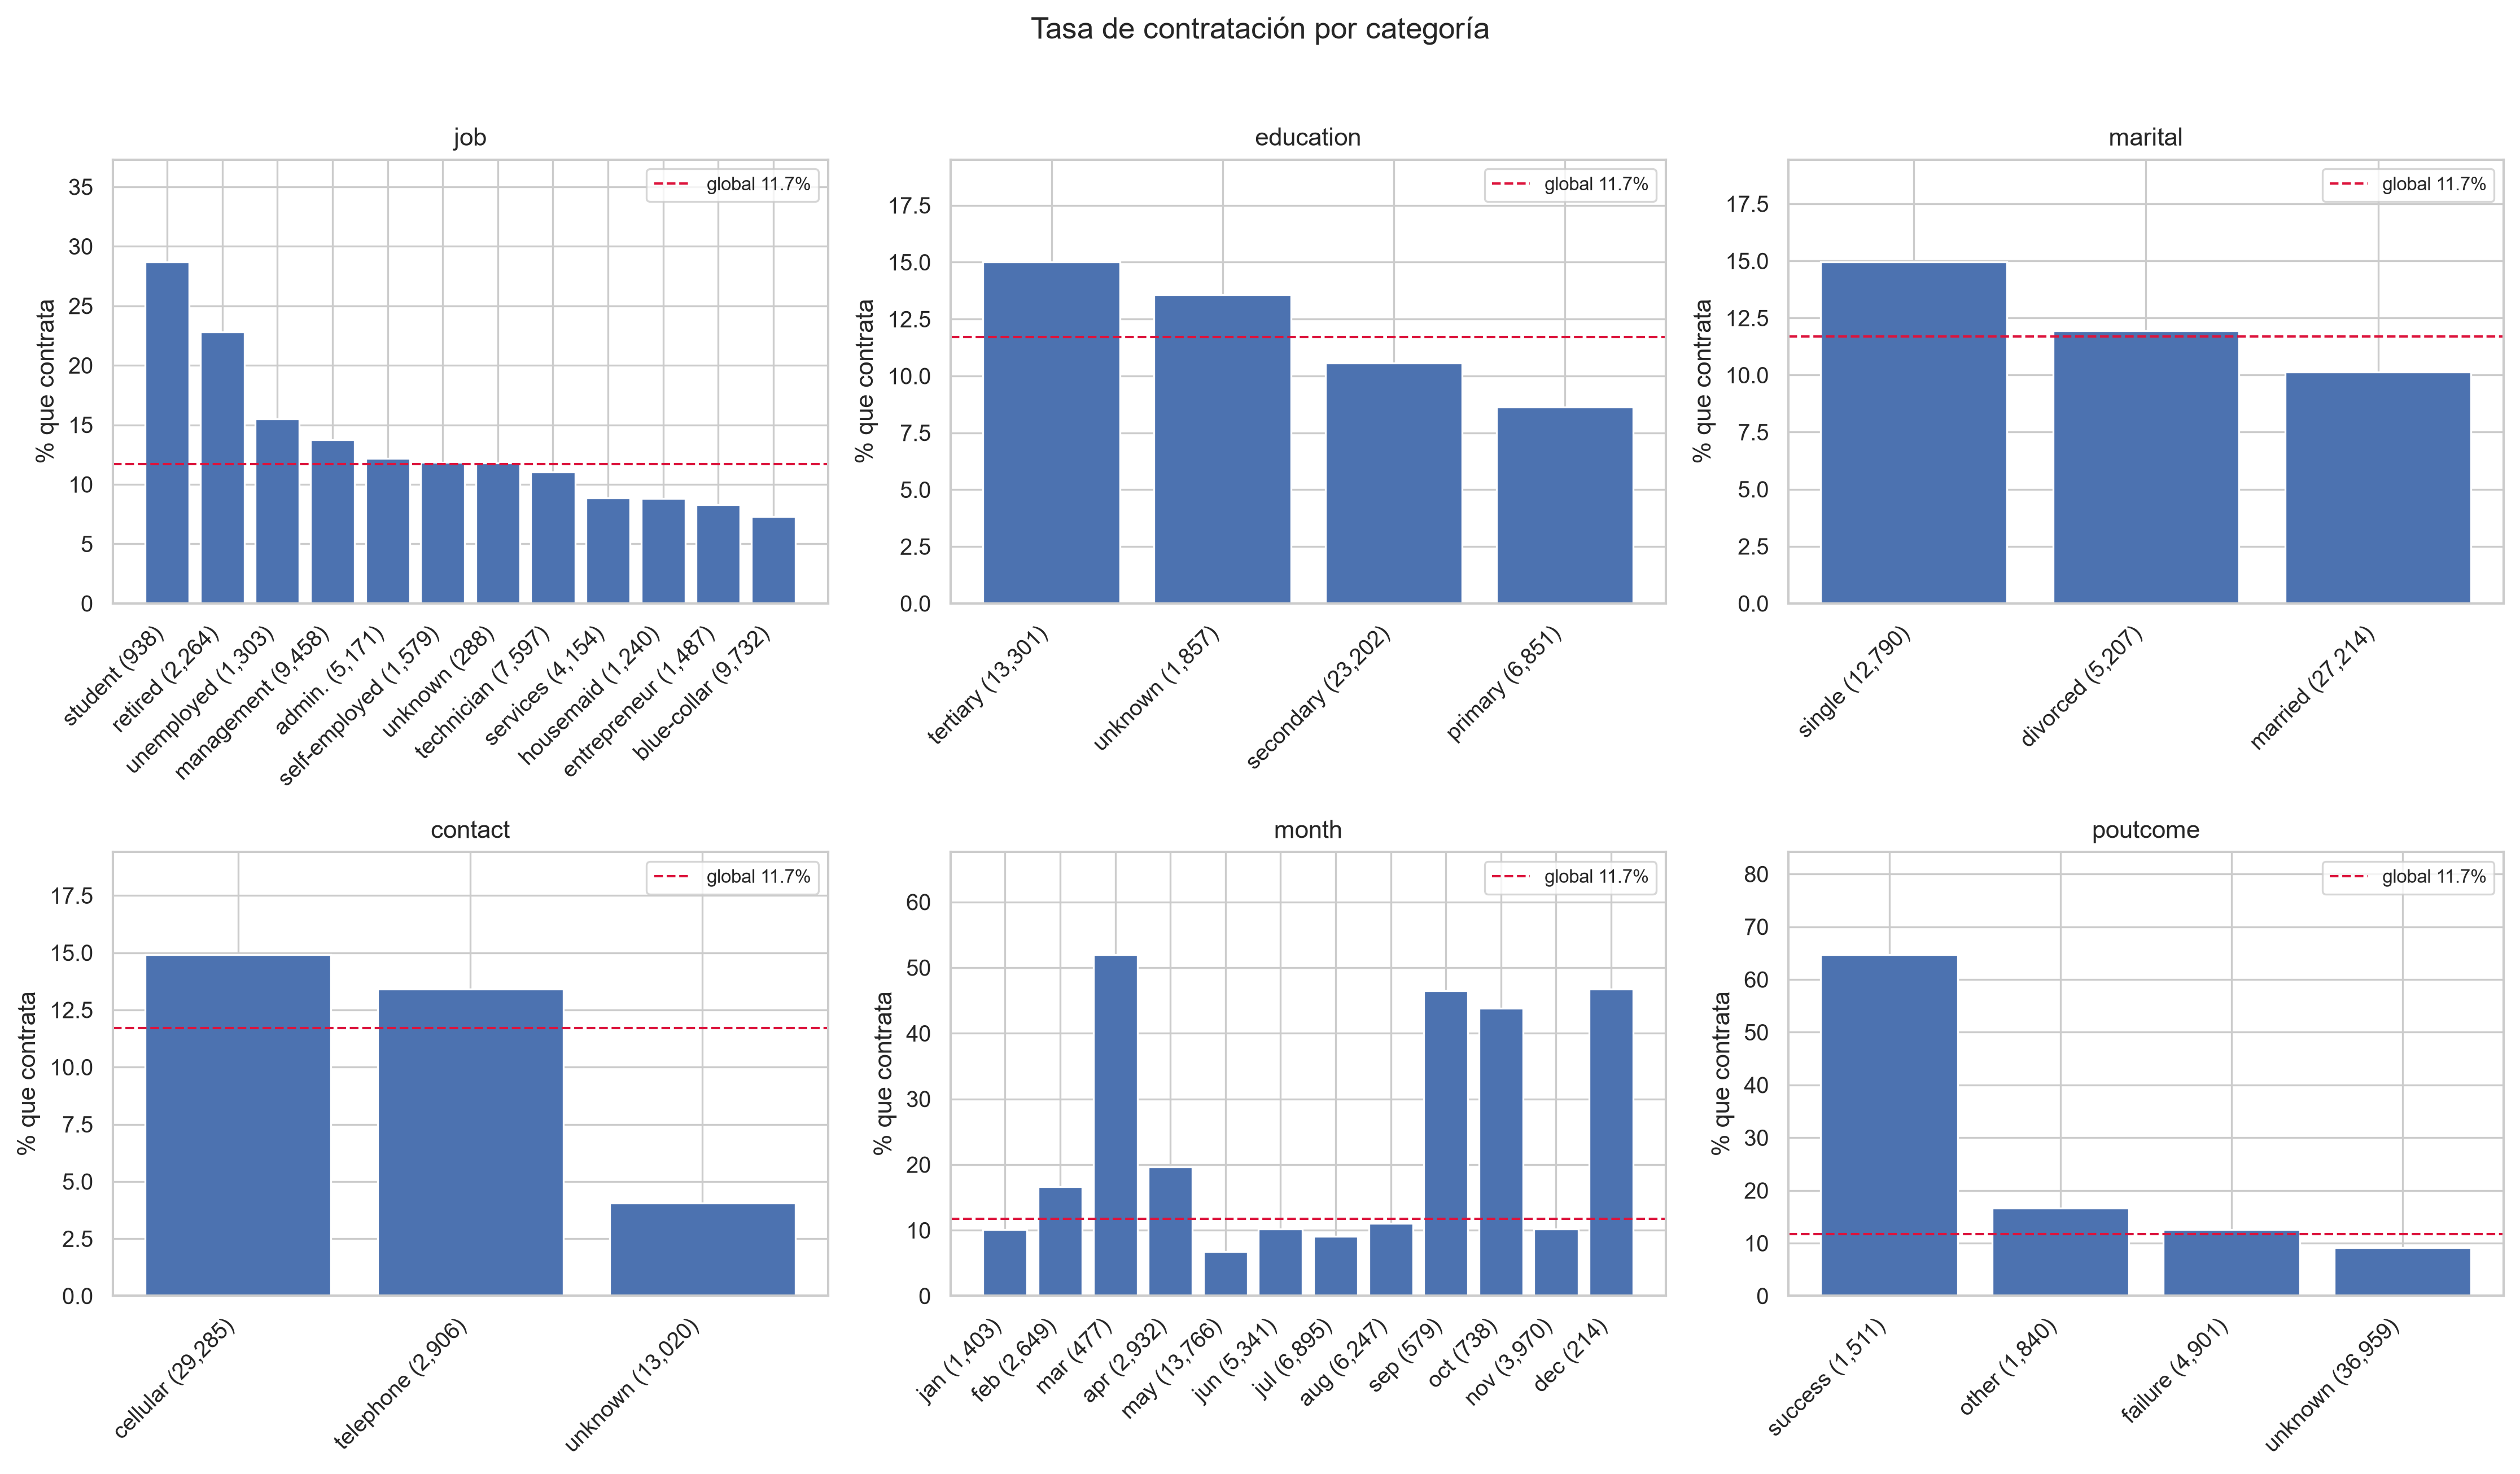 Tasa de contratación por categoría
job
% que contrata
35
30
25
20
15
10
5
0
global 11.7%
student (938)
retired (2,264)
unemployed (1,303)
management (9,458)
admin. (5,171)
self-employed (1,579)
unknown (288)
technician (7,597)
services (4,154)
housemaid (1,240)
entrepreneur (1,487)
blue-collar (9,732)
education
% que contrata
17.5
15.0
12.5
10.0
7.5
5.0
2.5
0.0
global 11.7%
tertiary (13,301)
unknown (1,857)
secondary (23,202)
primary (6,851)
marital
% que contrata
17.5
15.0
12.5
10.0
7.5
5.0
2.5
0.0
global 11.7%
single (12,790)
divorced (5,207)
married (27,214)
contact
% que contrata
17.5
15.0
12.5
10.0
7.5
5.0
2.5
0.0
global 11.7%
cellular (29,285)
telephone (2,906)
unknown (13,020)
month
% que contrata
60
50
40
30
20
10
0
global 11.7%
jan (1,403)
feb (2,649)
mar (477)
apr (2,932)
may (13,766)
jun (5,341)
jul (6,895)
aug (6,247)
sep (579)
oct (738)
nov (3,970)
dec (214)
poutcome
% que contrata
80
70
60
50
40
30
20
10
0
global 11.7%
success (1,511)
other (1,840)
failure (4,901)
unknown (36,959)